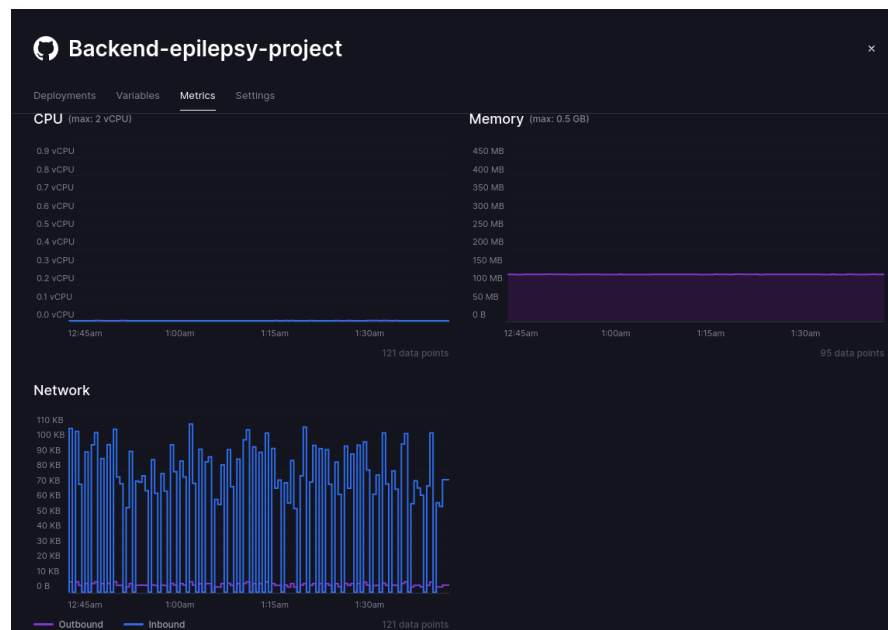 Backend-epilepsy-project
×
Deployments Variables Metrics Settings
CPU (max: 2 vCPU)
0.9 vCPU
0.8 vCPU
0.7 vCPU
0.6 vCPU
0.5 vCPU
0.4 vCPU
0.3 vCPU
0.2 vCPU
0.1 vCPU
0.0 vCPU
12:45am 1:00am 1:15am 1:30am
121 data points
Memory (max: 0.5 GB)
450 MB
400 MB
350 MB
300 MB
250 MB
200 MB
150 MB
100 MB
50 MB
0 B
12:45am 1:00am 1:15am 1:30am
95 data points
Network
110 KB
100 KB
90 KB
80 KB
70 KB
60 KB
50 KB
40 KB
30 KB
20 KB
10 KB
0 B
12:45am 1:00am 1:15am 1:30am
Outbound Inbound 121 data points